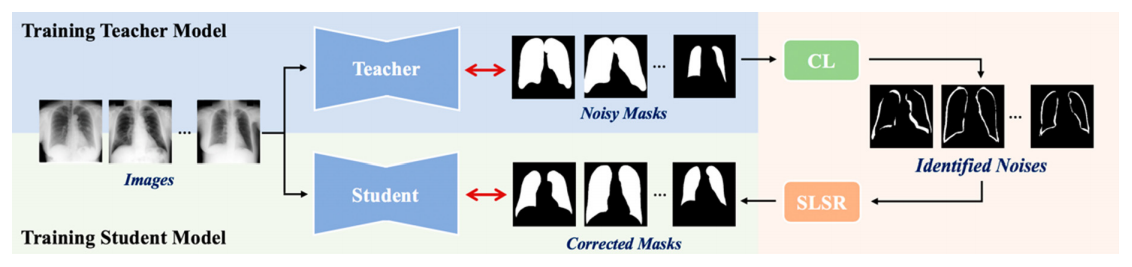 Training Teacher Model
Teacher
CL
...
...
...
Noisy Masks
...
Images
Identified Noises
Student
...
SLSR
Training Student Model
Corrected Masks